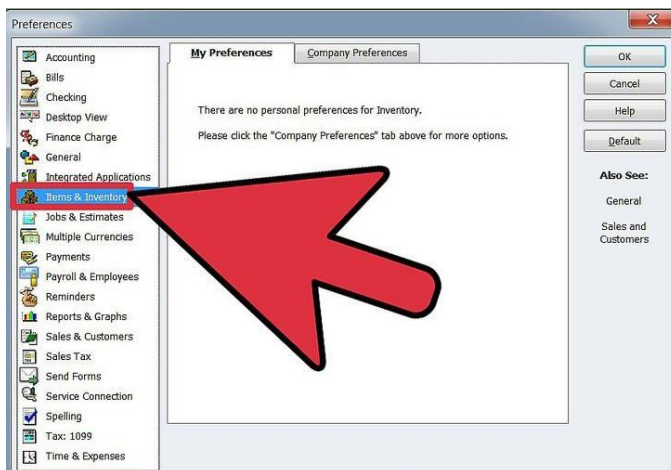 Preferences
Accounting
Bills
Checking
Desktop View
Finance Charge
General
Integrated Applications
Items & Inventory
Jobs & Estimates
Multiple Currencies
Payments
Payroll & Employees
Reminders
Reports & Graphs
Sales & Customers
Sales Tax
Send Forms
Service Connection
Spelling
Tax: 1099
Time & Expenses
My Preferences
Company Preferences
There are no personal preferences for Inventory.
Please click the "Company Preferences" tab above for more options.
OK
Cancel
Help
Default
Also See:
General
Sales and
Customers